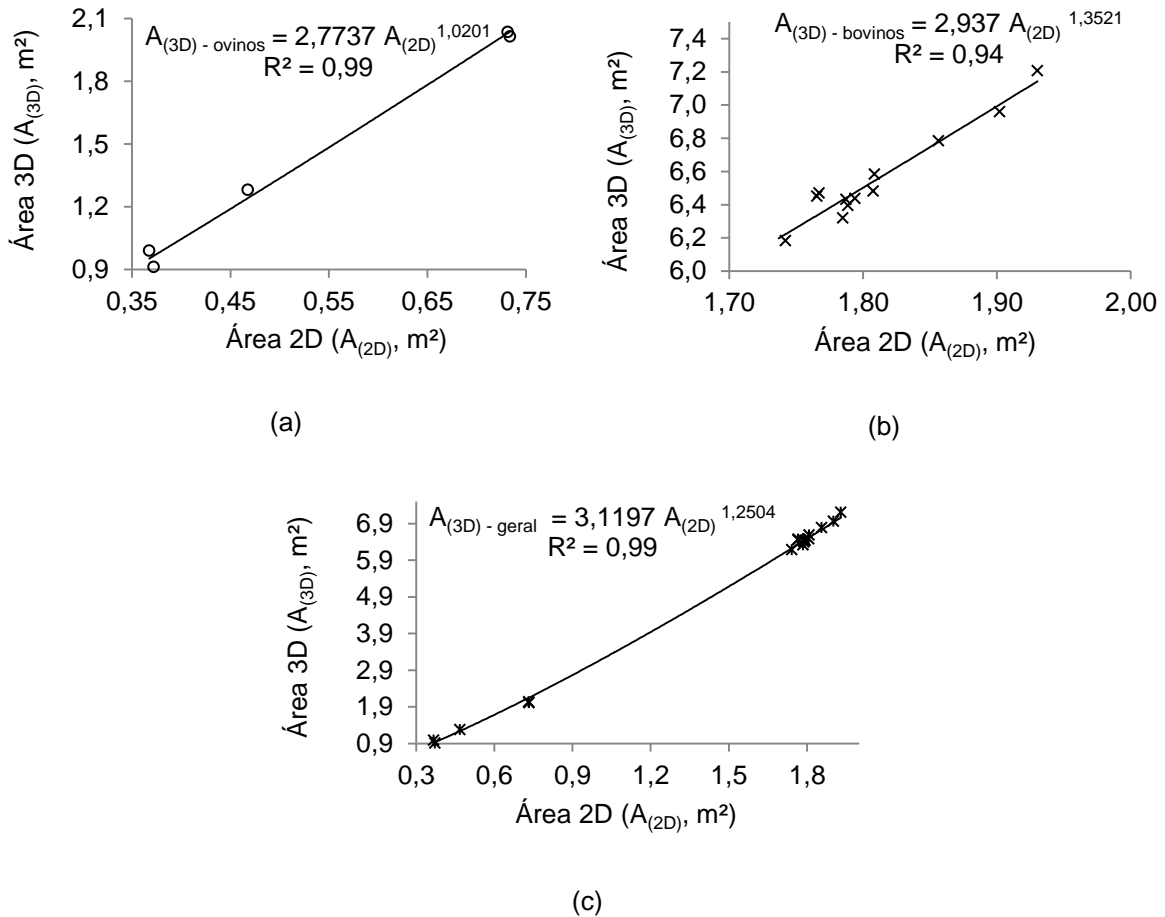 A(3D) - ovinos = 2,7737 A(2D) 1,0201
R² = 0,99
Área 3D (A(3D), m²)
2,1
1,8
1,5
1,2
0,9
0,35 0,45 0,55 0,65 0,75
Área 2D (A(2D), m²)
(a)
A(3D) - bovinos = 2,937 A(2D) 1,3521
R² = 0,94
Área 3D (A(3D), m²)
7,4
7,2
7,0
6,8
6,6
6,4
6,2
6,0
1,70 1,80 1,90 2,00
Área 2D (A(2D), m²)
(b)
A(3D) - geral = 3,1197 A(2D) 1,2504
R² = 0,99
Área 3D (A(3D), m²)
6,9
5,9
4,9
3,9
2,9
1,9
0,9
0,3 0,6 0,9 1,2 1,5 1,8
Área 2D (A(2D), m²)
(c)